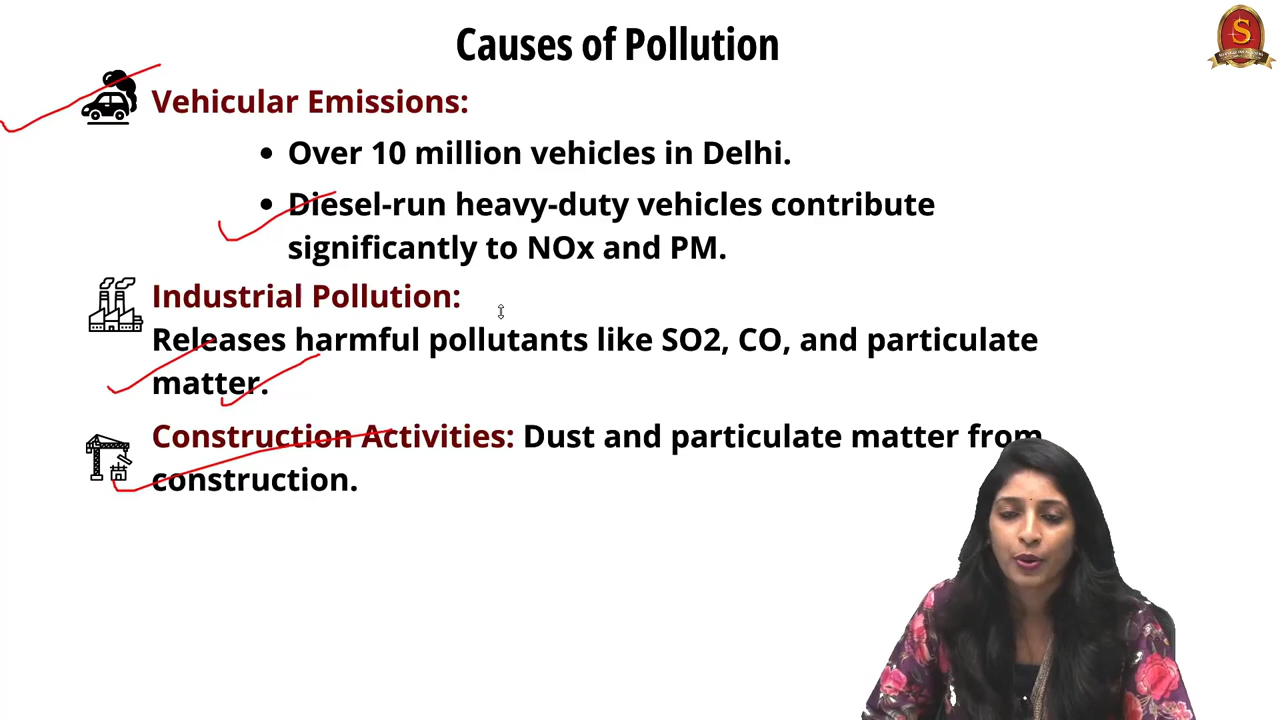 Causes of Pollution
S
Vehicular Emissions:
• Over 10 million vehicles in Delhi.
• Diesel-run heavy-duty vehicles contribute
significantly to NOx and PM.
Industrial Pollution:
Releases harmful pollutants like SO2, CO, and particulate
matter.
Construction Activities: Dust and particulate matter from
construction.